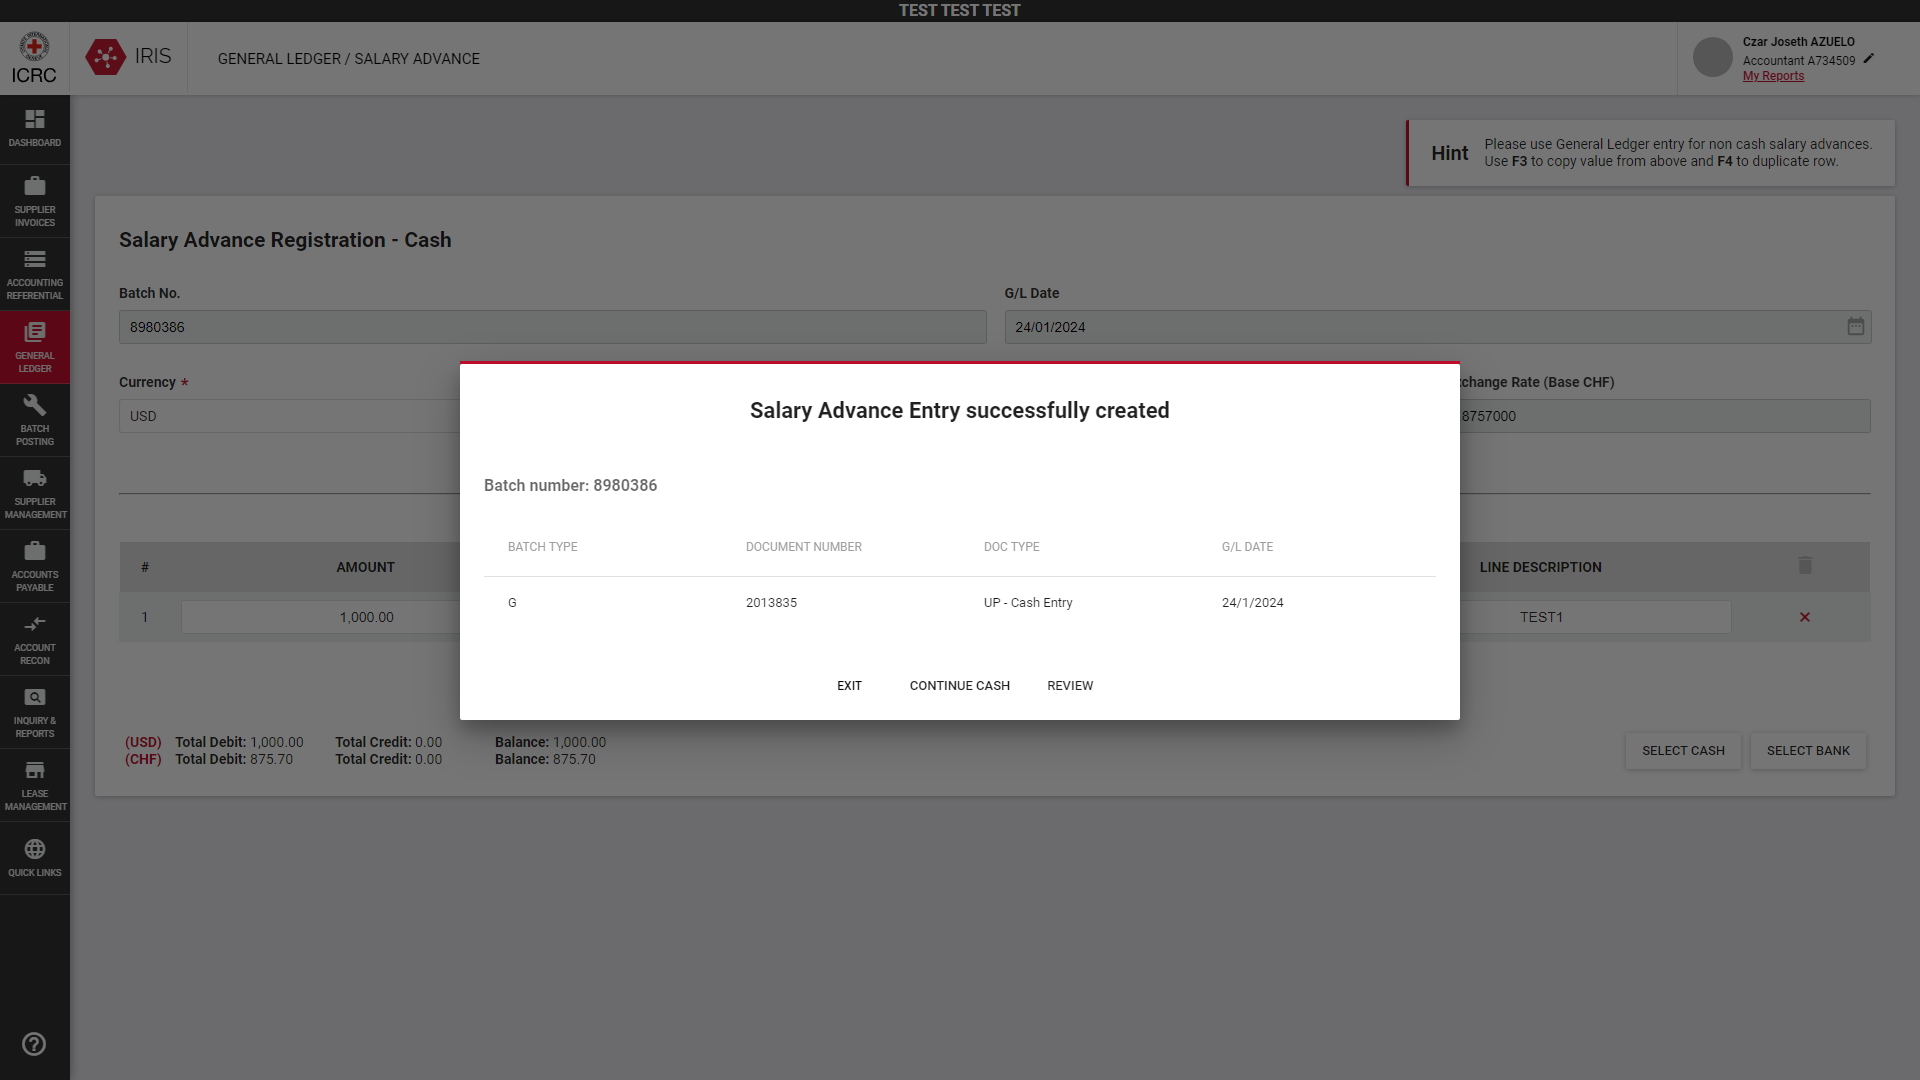 TEST TEST TEST
ICRC
IRIS
GENERAL LEDGER / SALARY ADVANCE
Czar Joseth AZUELO
Accountant A734509
My Reports
DASHBOARD
SUPPLIER
INVOICES
ACCOUNTING
REFERENTIAL
GENERAL
LEDGER
BATCH
POSTING
SUPPLIER
MANAGEMENT
ACCOUNTS
PAYABLE
ACCOUNT
RECON
INQUIRY &
REPORTS
LEASE
MANAGEMENT
QUICK LINKS
Hint
Please use General Ledger entry for non cash salary advances.
Use F3 to copy value from above and F4 to duplicate row.
Salary Advance Registration - Cash
Batch No.
G/L Date
8980386
24/01/2024
Currency *
change Rate (Base CHF)
USD
8757000
Salary Advance Entry successfully created
Batch number: 8980386
BATCH TYPE DOCUMENT NUMBER DOC TYPE G/L DATE
G 2013835 UP - Cash Entry 24/1/2024
EXIT CONTINUE CASH REVIEW
# AMOUNT LINE DESCRIPTION
1 1,000.00 TEST1
(USD) Total Debit: 1,000.00 Total Credit: 0.00 Balance: 1,000.00
(CHF) Total Debit: 875.70 Total Credit: 0.00 Balance: 875.70
SELECT CASH SELECT BANK